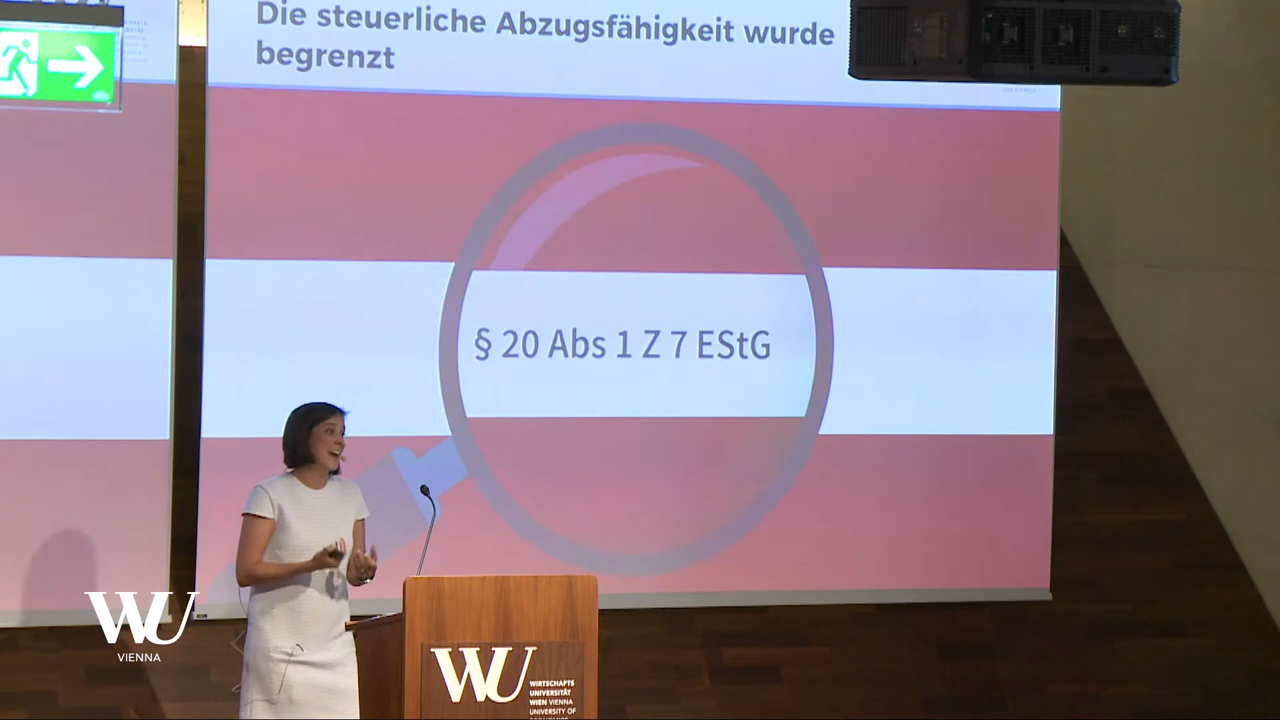 Die steuerliche Abzugsfähigkeit wurde
begrenzt
§ 20 Abs 1 Z 7 EStG
WU
VIENNA
WU
WIRTSCHAFTS
UNIVERSITÄT
WIEN VIENNA
UNIVERSITY OF